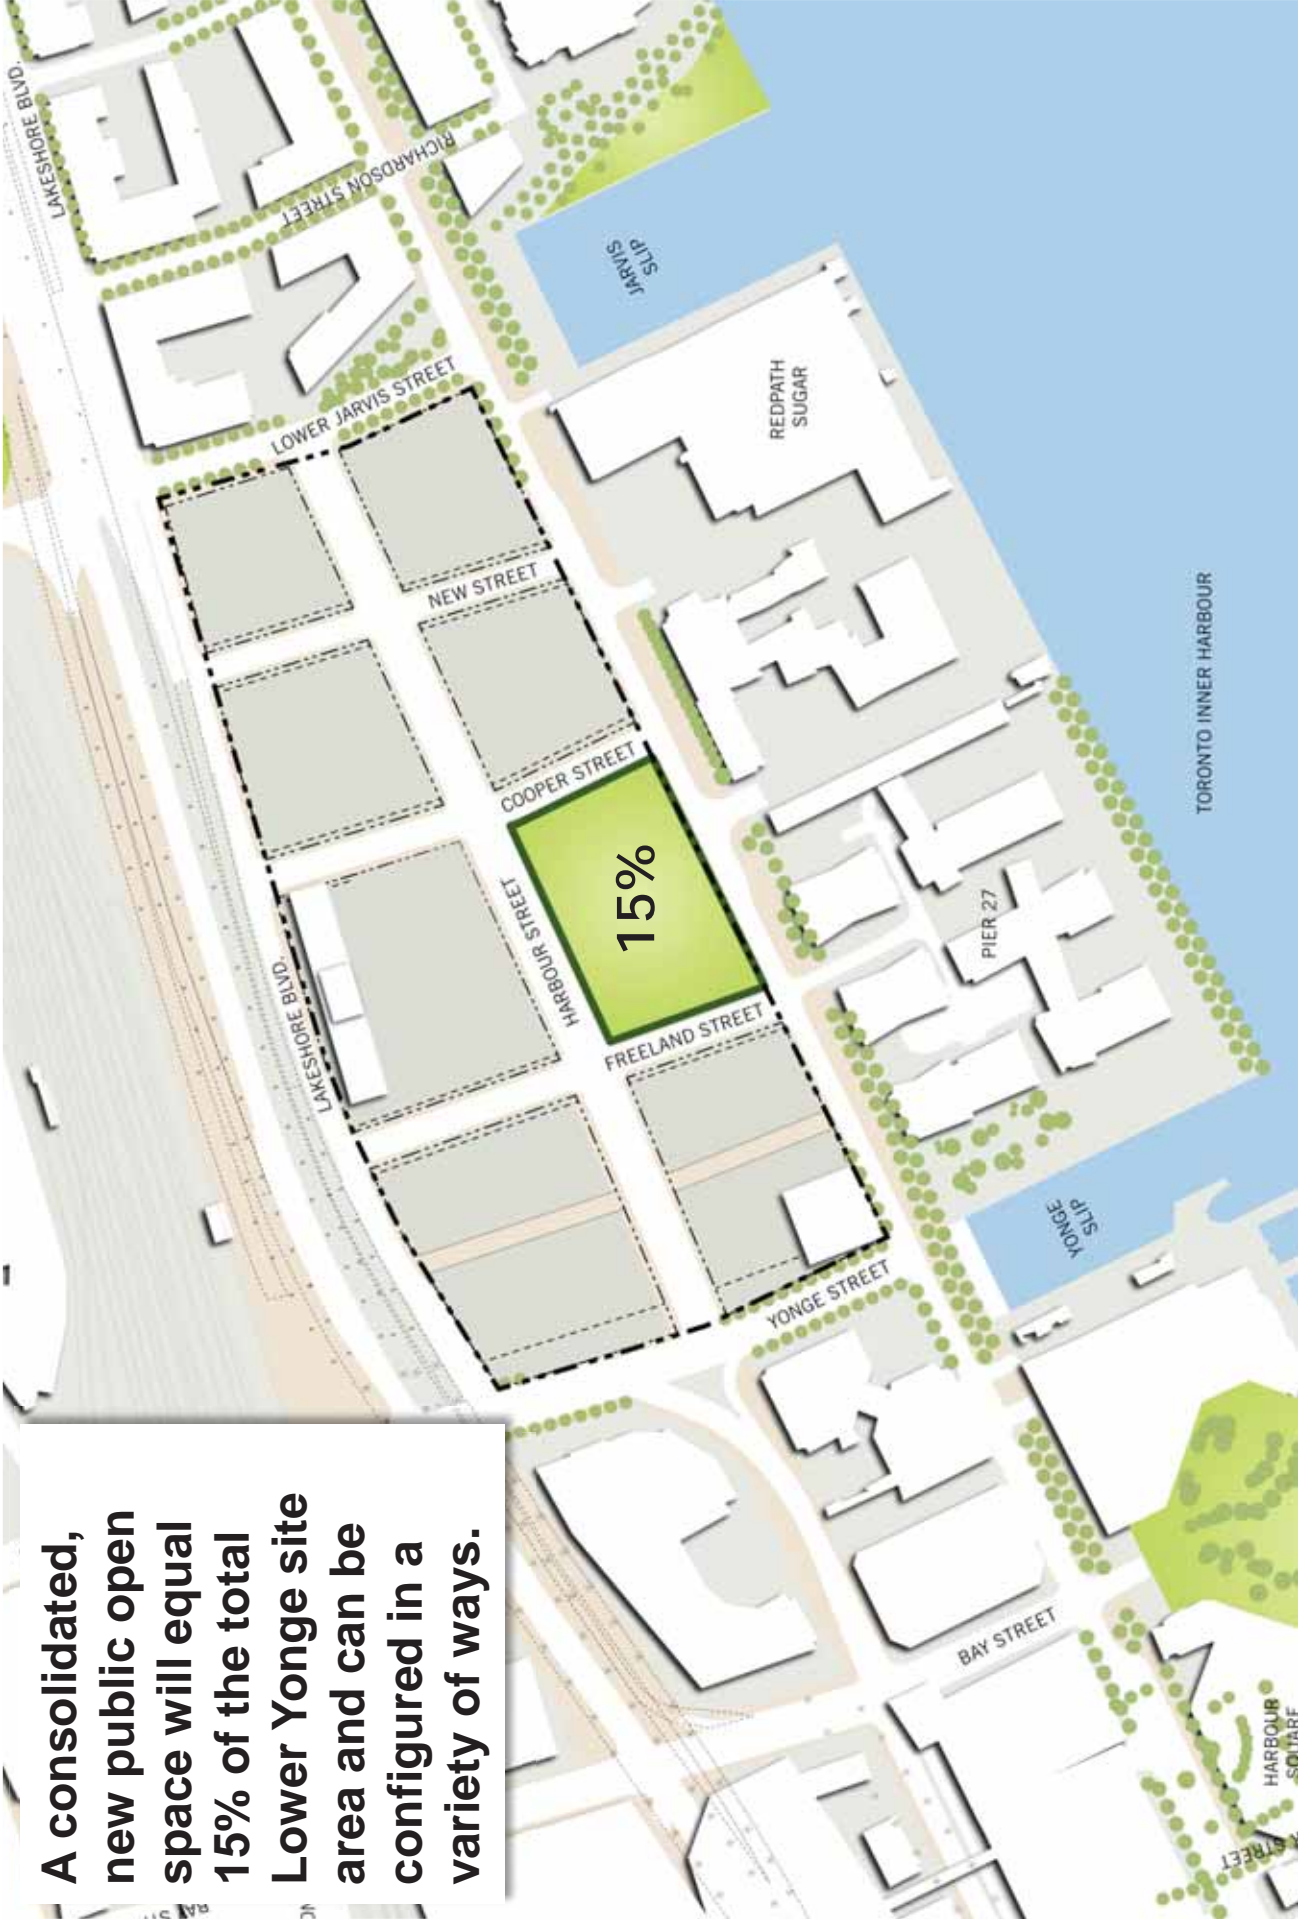 A consolidated,
new public open
space will equal
15% of the total
Lower Yonge site
area and can be
configured in a
variety of ways.
LAKESHORE BLVD.
RICHARDSON STREET
LOWER JARVIS STREET
JARVIS
SLIP
REDPATH
SUGAR
NEW STREET
COOPER STREET
HARBOUR STREET
15%
LAKESHORE BLVD.
FREELAND STREET
PIER 27
TORONTO INNER HARBOUR
YONGE STREET
YONGE
SLIP
BAY STREET
HARBOUR
SQUARE
STREET